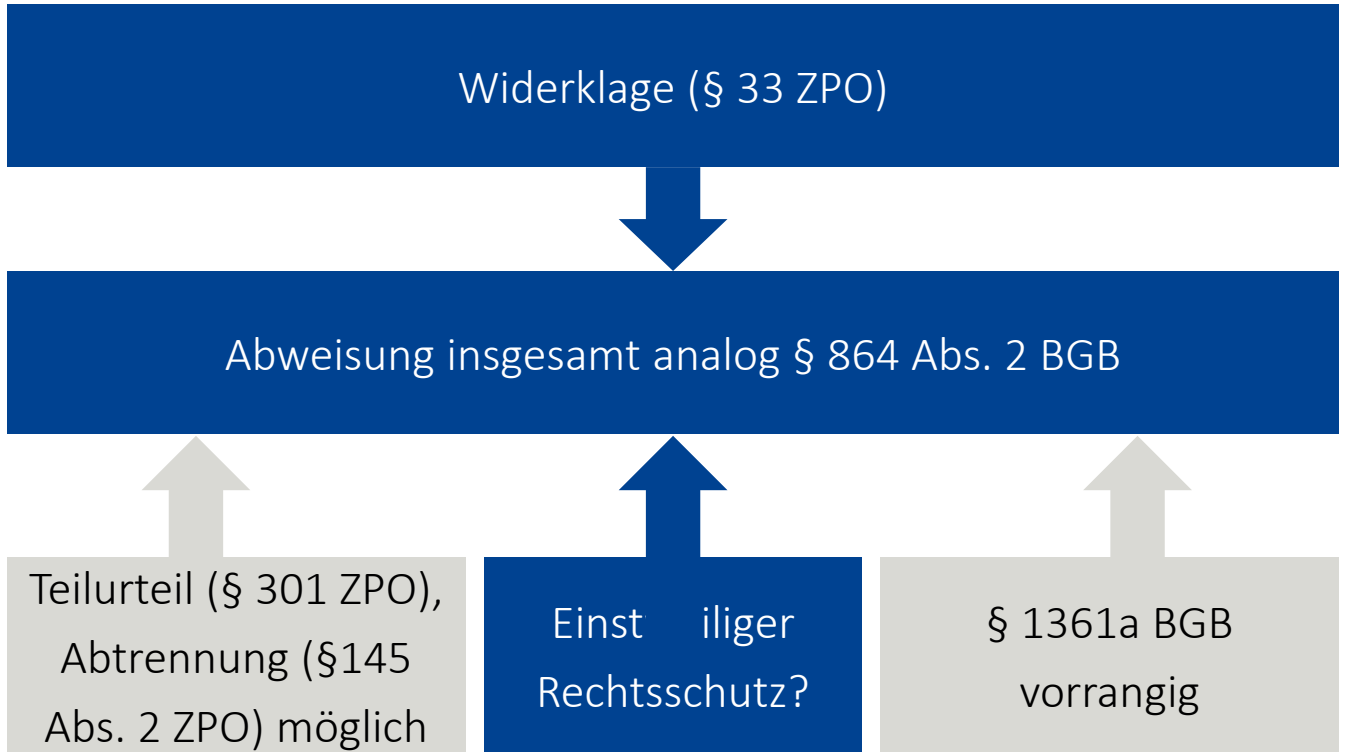 Widerklage (§ 33 ZPO)
Abweisung insgesamt analog § 864 Abs. 2 BGB
Teilurteil (§ 301 ZPO),
Abtrennung (§145
Abs. 2 ZPO) möglich
Rechtsschutz?
§ 1361a BGB
vorrangig